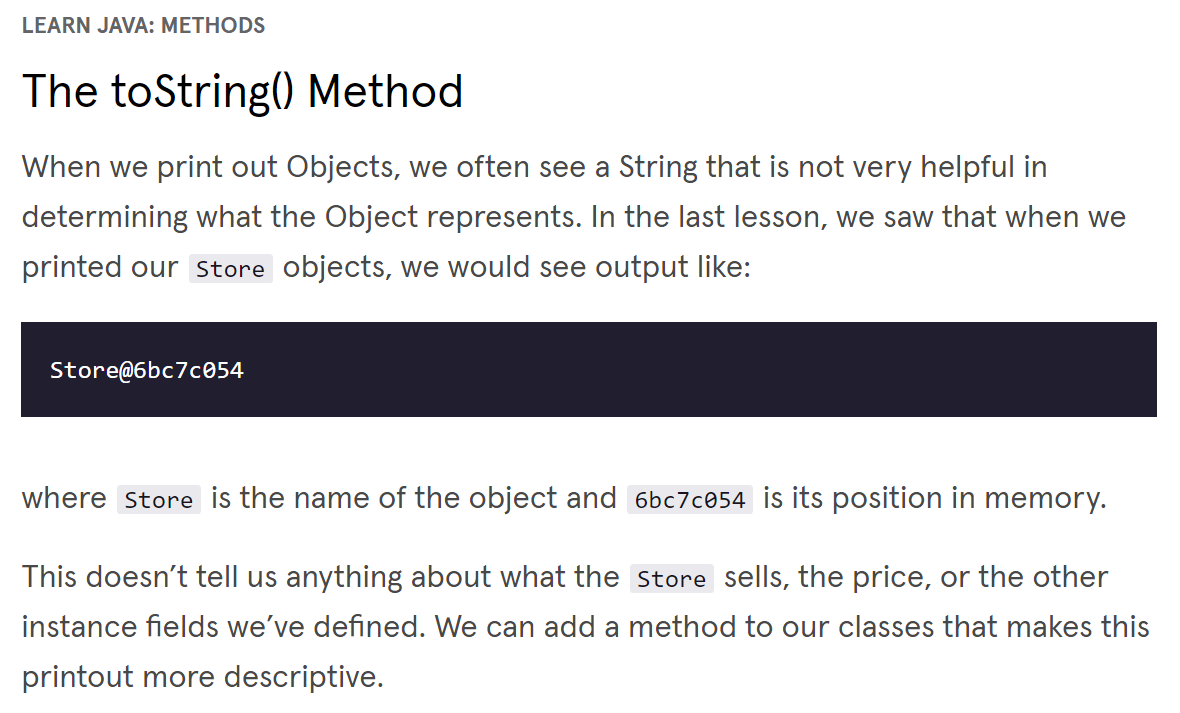 LEARN JAVA: METHODS
The toString() Method
When we print out Objects, we often see a String that is not very helpful in
determining what the Object represents. In the last lesson, we saw that when we
printed our Store objects, we would see output like:
Store@6bc7c054
where Store is the name of the object and 6bc7c054 is its position in memory.
This doesn’t tell us anything about what the Store sells, the price, or the other
instance fields we’ve defined. We can add a method to our classes that makes this
printout more descriptive.